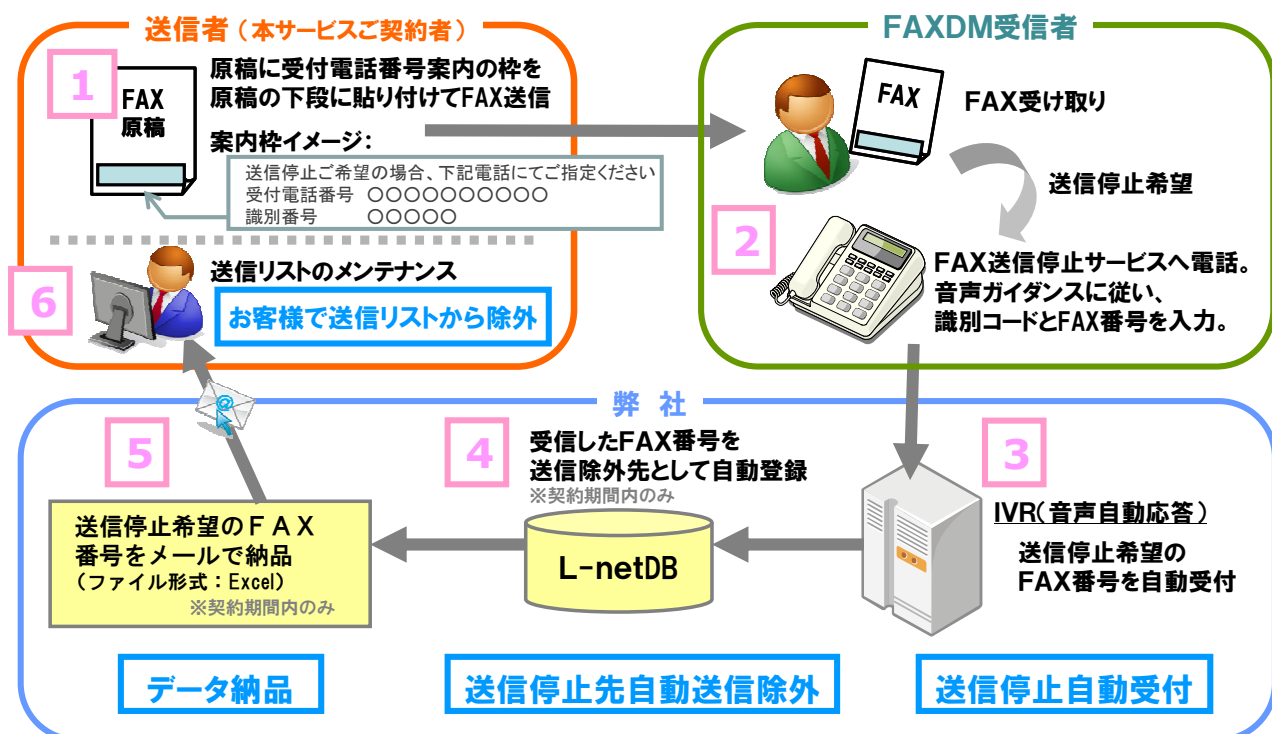 送信者（本サービスご契約者）
1
FAX
原稿
原稿に受付電話番号案内の枠を
原稿の下段に貼り付けてFAX送信
案内枠イメージ：
送信停止ご希望の場合、下記電話にてご指定ください
受付電話番号　○○○○○○○○○○
識別番号　　　○○○○○
6
送信リストのメンテナンス
お客様で送信リストから除外
FAXDM受信者
FAX
FAX受け取り
送信停止希望
2
FAX送信停止サービスへ電話。
音声ガイダンスに従い、
識別コードとFAX番号を入力。
弊　社
3
IVR（音声自動応答）
送信停止希望の
FAX番号を自動受付
送信停止自動受付
4
受信したFAX番号を
送信除外先として自動登録
※契約期間内のみ
L-netDB
送信停止先自動送信除外
5
@
送信停止希望のＦＡＸ
番号をメールで納品
（ファイル形式：Excel）
※契約期間内のみ
データ納品